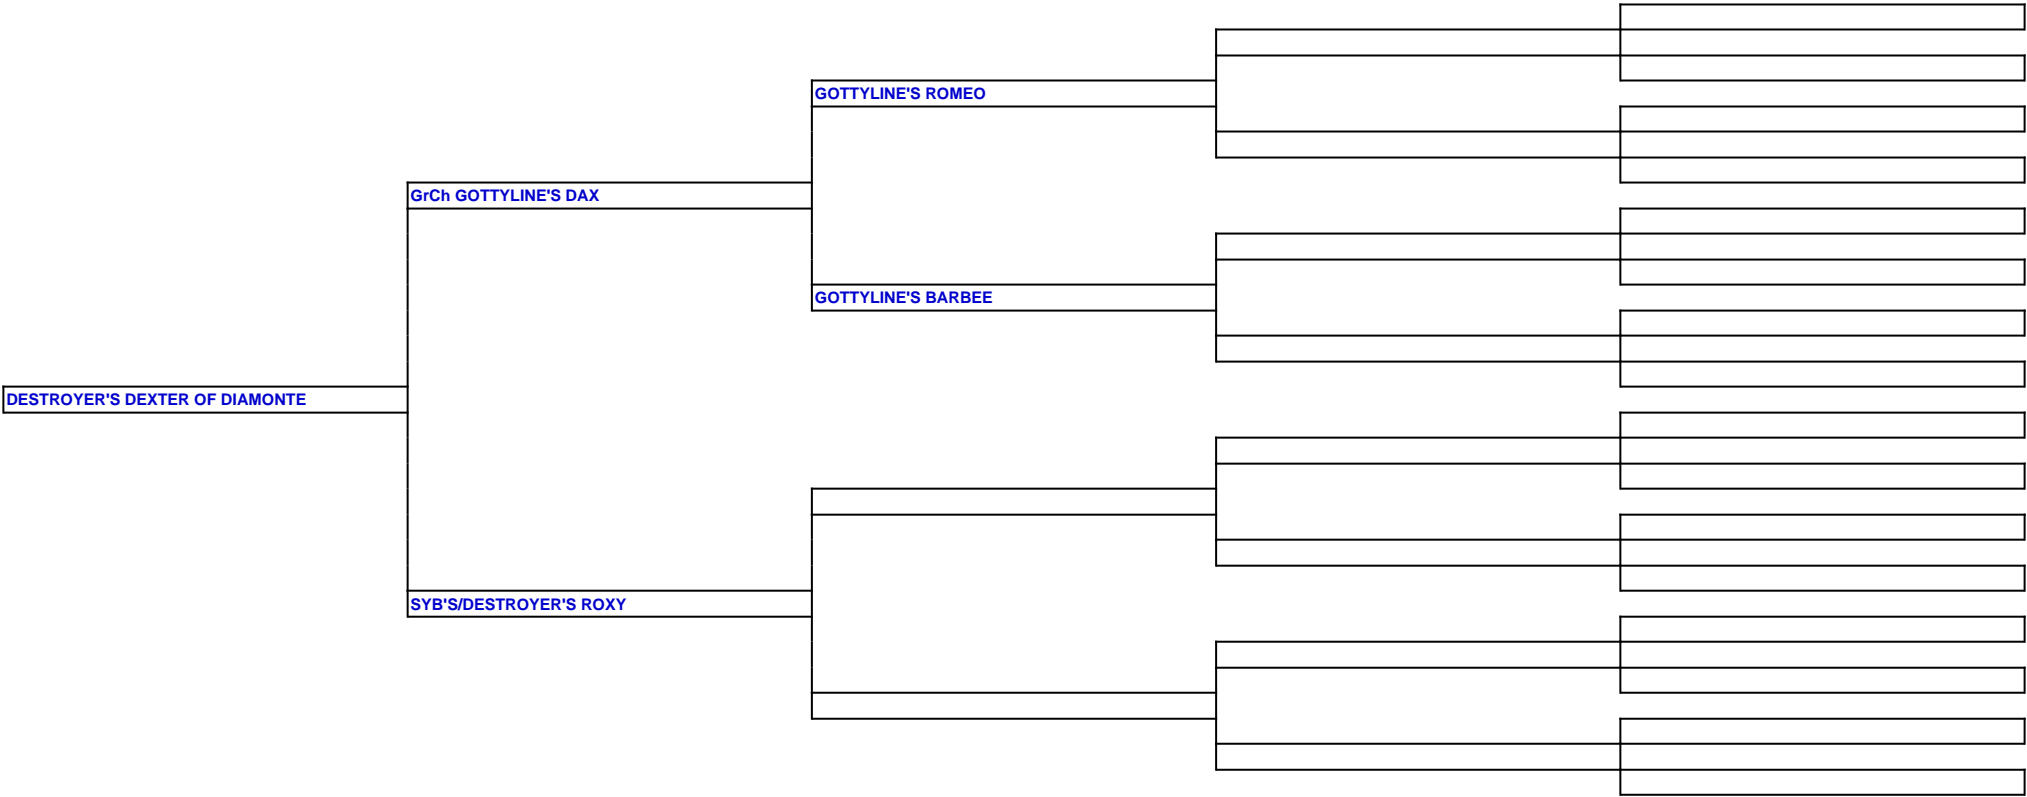 GOTTYLINE'S ROMEO
GrCh GOTTYLINE'S DAX
GOTTYLINE'S BARBEE
DESTROYER'S DEXTER OF DIAMONTE
SYB'S/DESTROYER'S ROXY